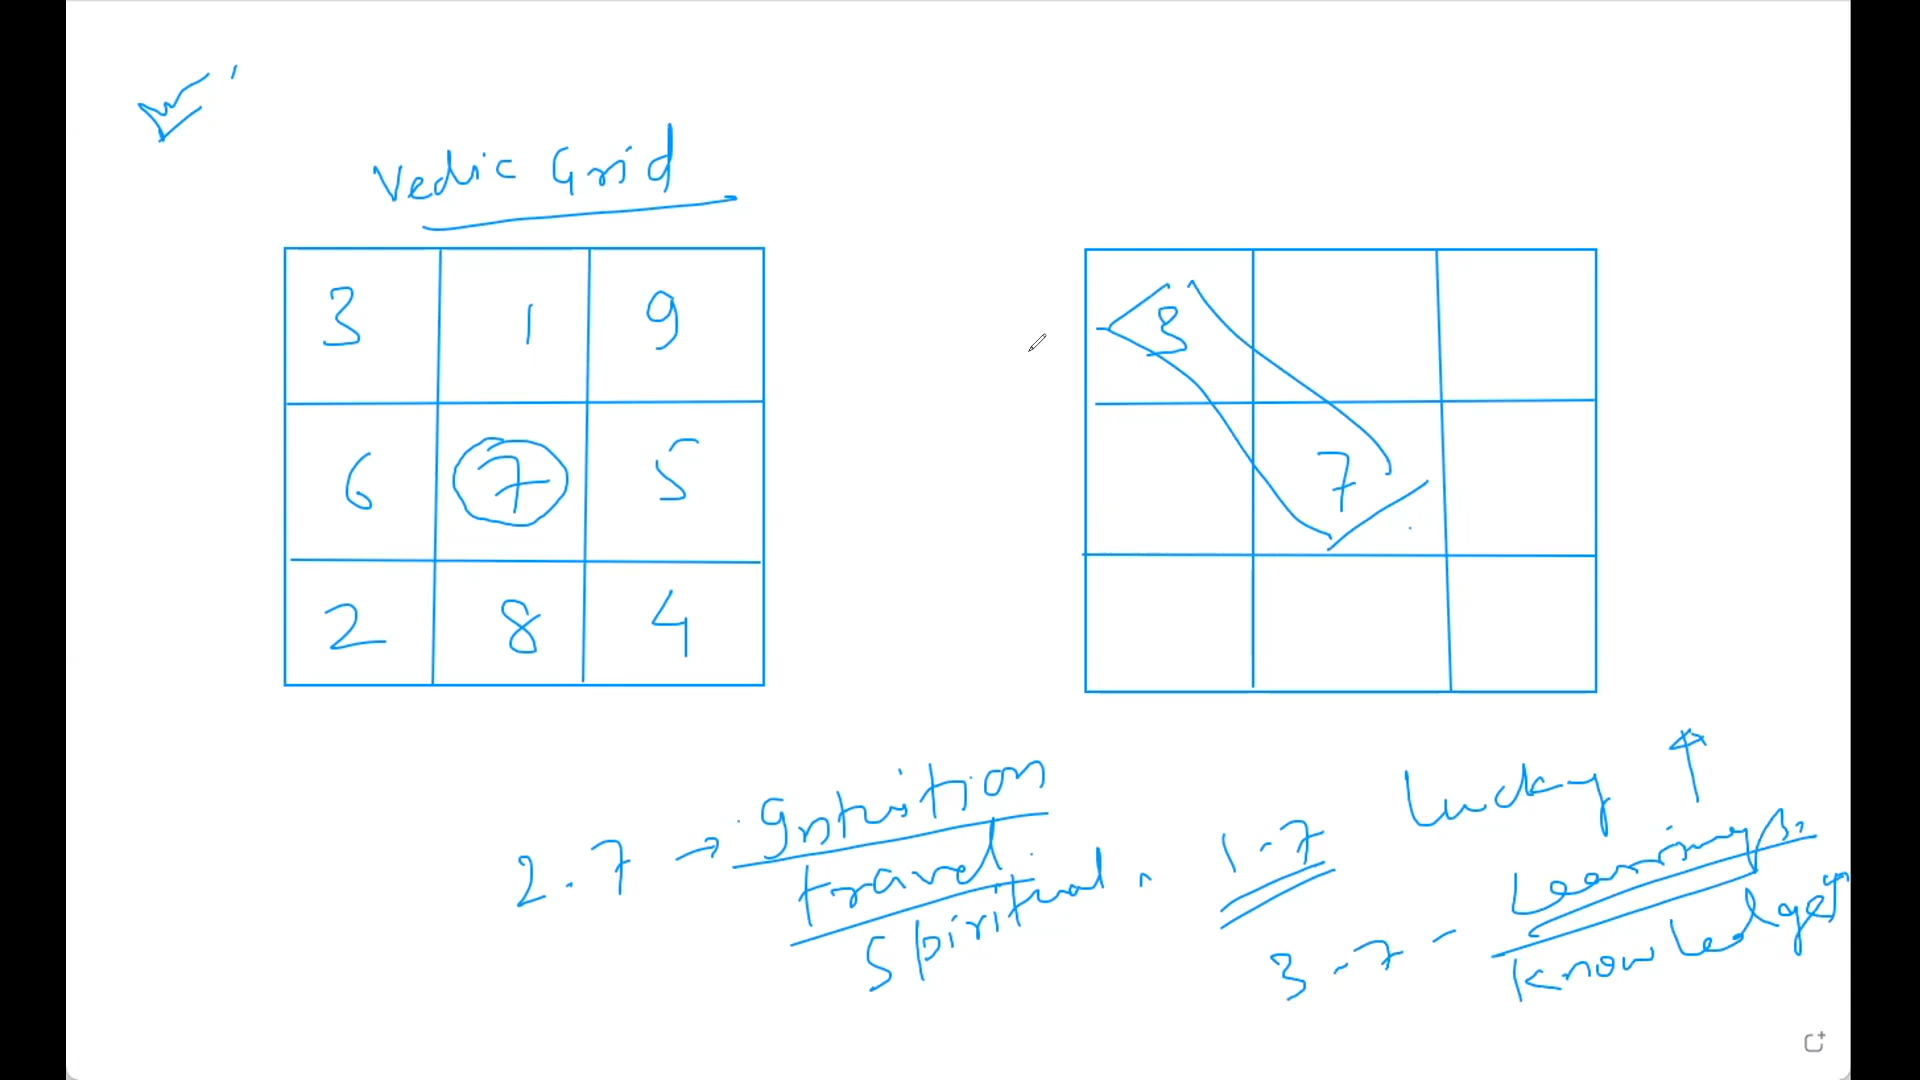 Vedic Grid
3 1 9
6 7 5
2 8 4
3
7
2.7 → Intuition
travel
Spiritual
1-7 Lucky ↑
3-7 - Learning
knowledge↑